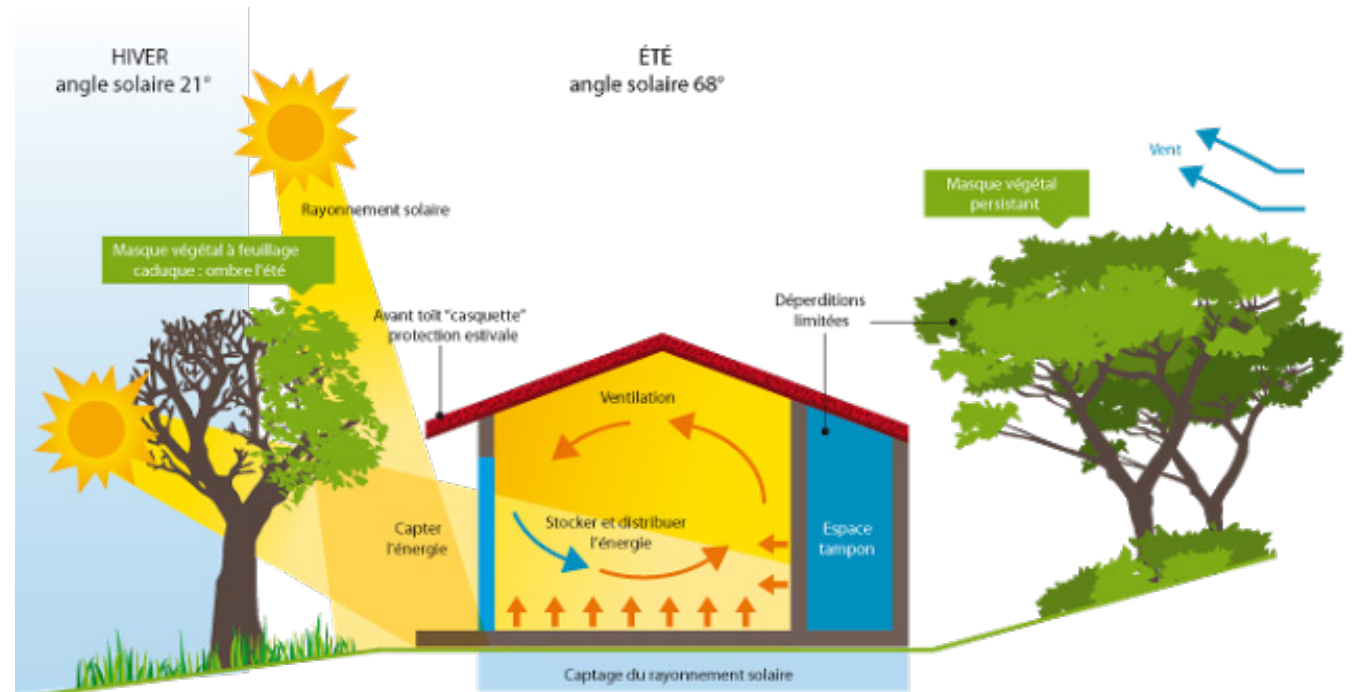 HIVER
angle solaire 21°
ÉTÉ
angle solaire 68°
Vent
Masque végétal
persistant
Rayonnement solaire
Masque végétal à feuillage
caduque : ombre l'été
Avant toît "casquette"
protection estivale
Déperditions
limitées
Ventilation
Capter
l'énergie
Stocker et distribuer
l'énergie
Espace
tampon
Captage du rayonnement solaire